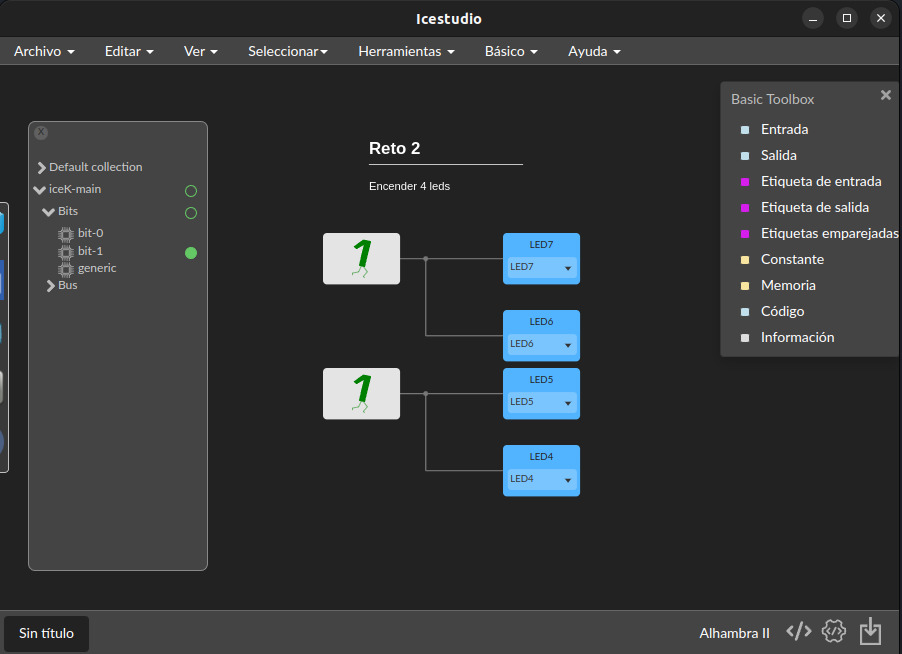 Icestudio
Archivo Editar Ver Seleccionar Herramientas Básico Ayuda
X
Default collection
iceK-main
Bits
bit-0
bit-1
generic
Bus
Reto 2
Encender 4 leds
1
LED7
LED7
LED6
LED6
1
LED5
LED5
LED4
LED4
Basic Toolbox
Entrada
Salida
Etiqueta de entrada
Etiqueta de salida
Etiquetas emparejadas
Constante
Memoria
Código
Información
Sin título
Alhambra II